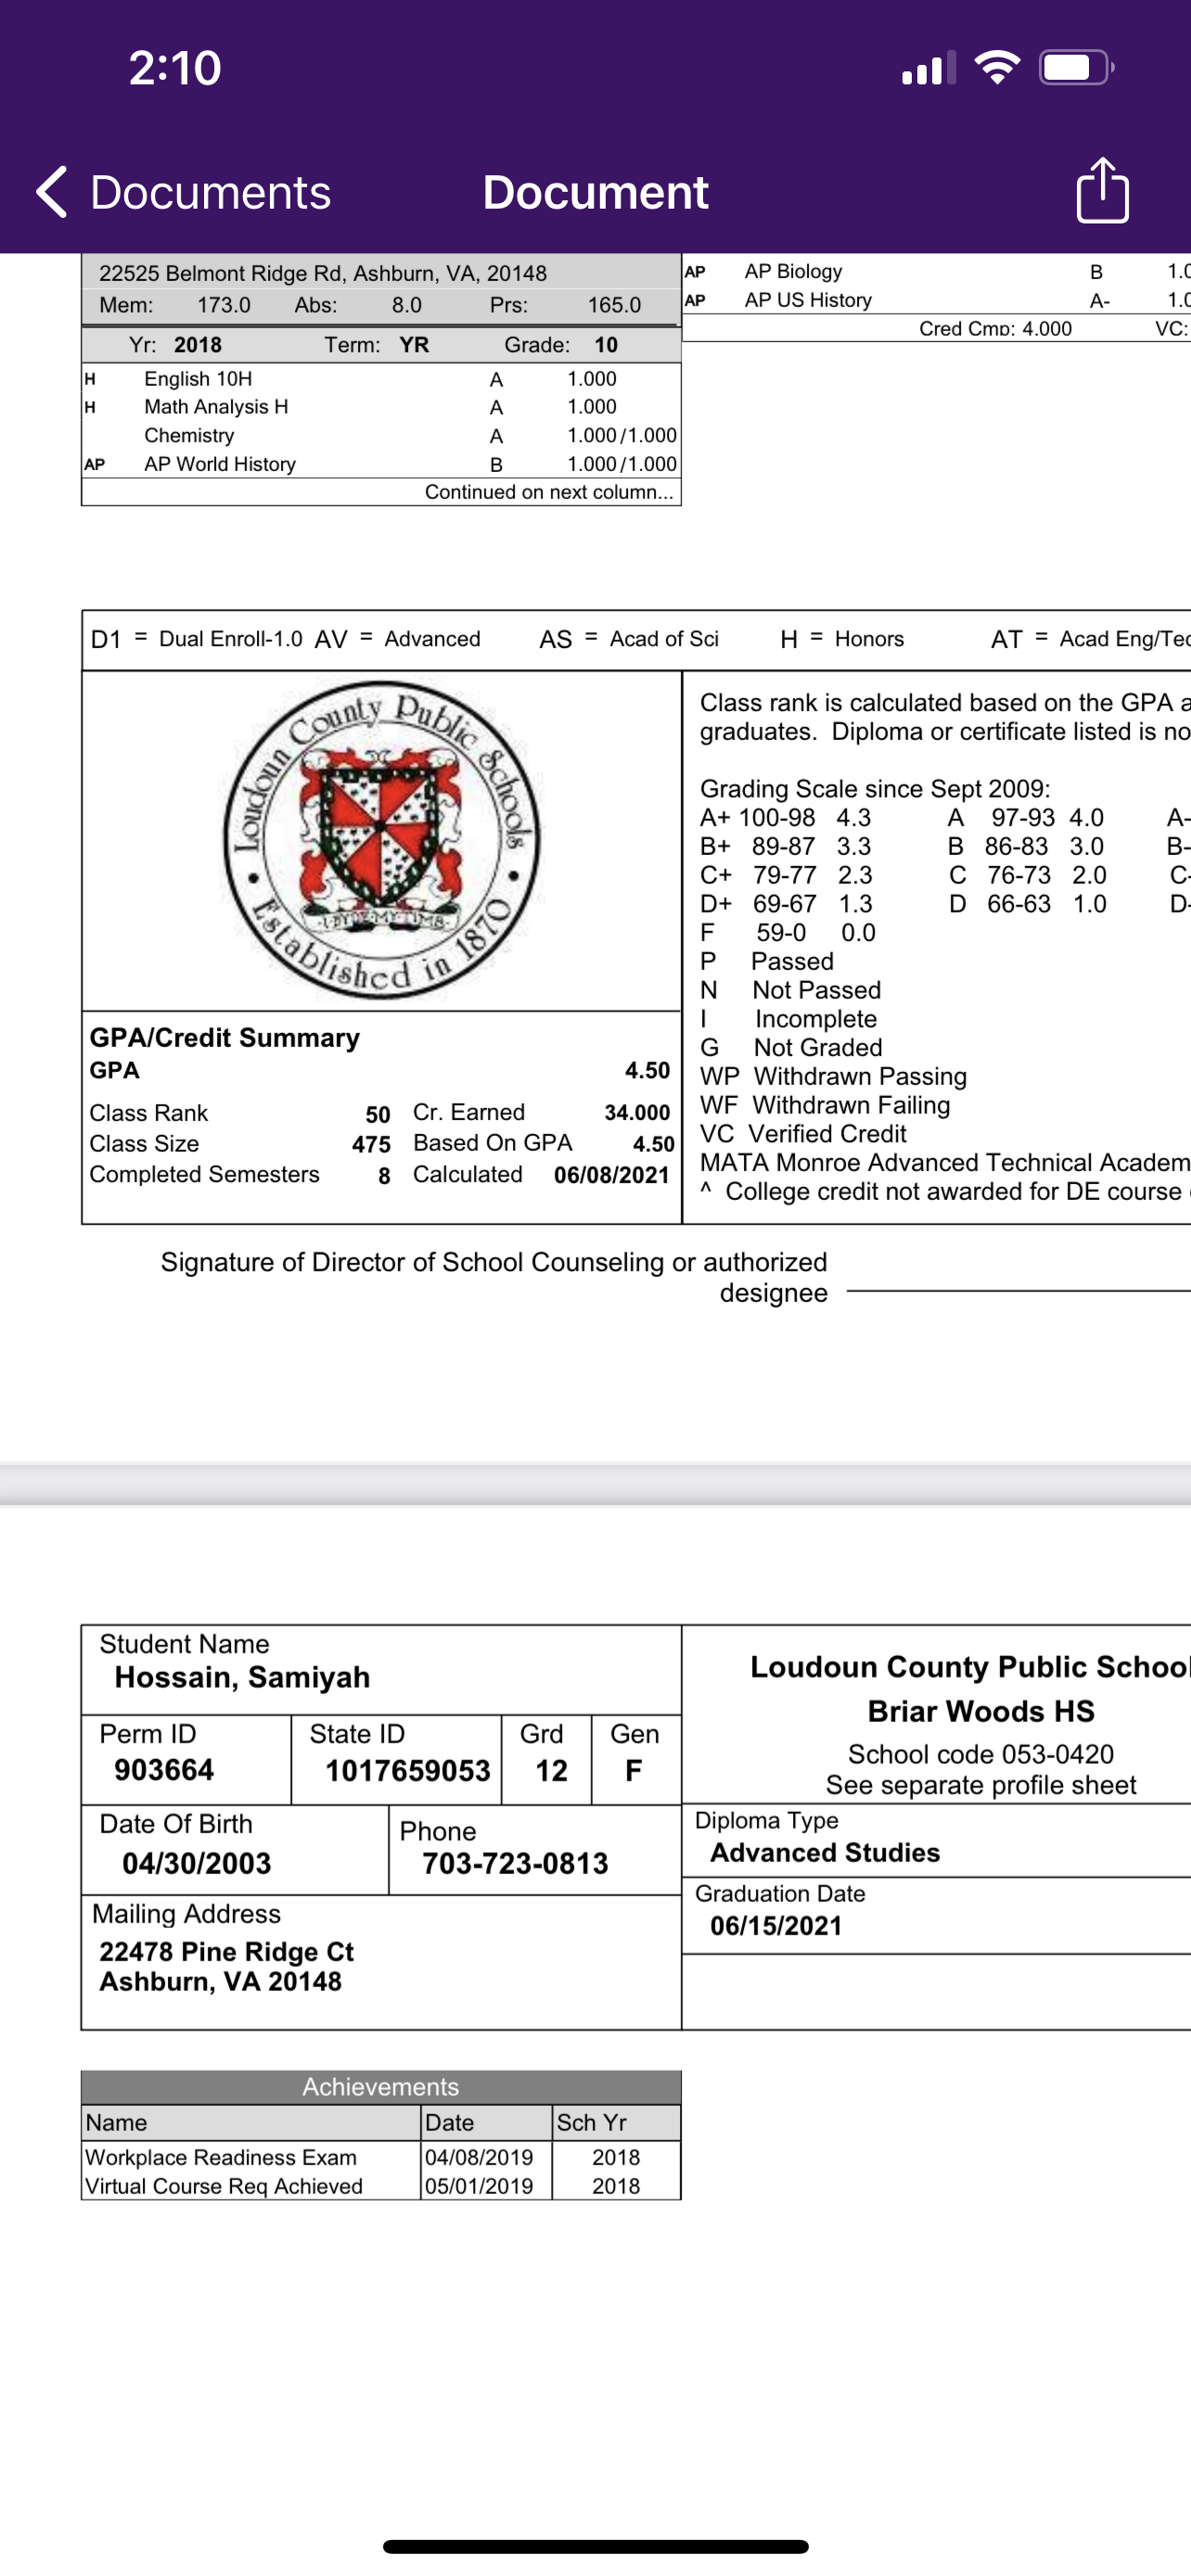 2:10
Documents
Document
22525 Belmont Ridge Rd, Ashburn, VA, 20148
Mem: 173.0 Abs: 8.0 Prs: 165.0
Yr: 2018 Term: YR Grade: 10
H English 10H A 1.000
H Math Analysis H A 1.000
Chemistry A 1.000/1.000
AP AP World History B 1.000/1.000
Continued on next column...
AP AP Biology B 1.0
AP AP US History A- 1.0
Cred Cmp: 4.000 VC:
D1 = Dual Enroll-1.0 AV = Advanced AS = Acad of Sci H = Honors AT = Acad Eng/Tec
Loudoun County Public Schools
Established in 1870
GPA/Credit Summary
GPA 4.50
Class Rank 50 Cr. Earned 34.000
Class Size 475 Based On GPA 4.50
Completed Semesters 8 Calculated 06/08/2021
Class rank is calculated based on the GPA a
graduates. Diploma or certificate listed is no
Grading Scale since Sept 2009:
A+ 100-98 4.3 A 97-93 4.0 A-
B+ 89-87 3.3 B 86-83 3.0 B-
C+ 79-77 2.3 C 76-73 2.0 C-
D+ 69-67 1.3 D 66-63 1.0 D-
F 59-0 0.0
P Passed
N Not Passed
I Incomplete
G Not Graded
WP Withdrawn Passing
WF Withdrawn Failing
VC Verified Credit
MATA Monroe Advanced Technical Academ
^ College credit not awarded for DE course
Signature of Director of School Counseling or authorized
designee
Student Name
Hossain, Samiyah
Perm ID State ID Grd Gen
903664 1017659053 12 F
Date Of Birth Phone
04/30/2003 703-723-0813
Mailing Address
22478 Pine Ridge Ct
Ashburn, VA 20148
Loudoun County Public School
Briar Woods HS
School code 053-0420
See separate profile sheet
Diploma Type
Advanced Studies
Graduation Date
06/15/2021
Achievements
Name Date Sch Yr
Workplace Readiness Exam 04/08/2019 2018
Virtual Course Req Achieved 05/01/2019 2018